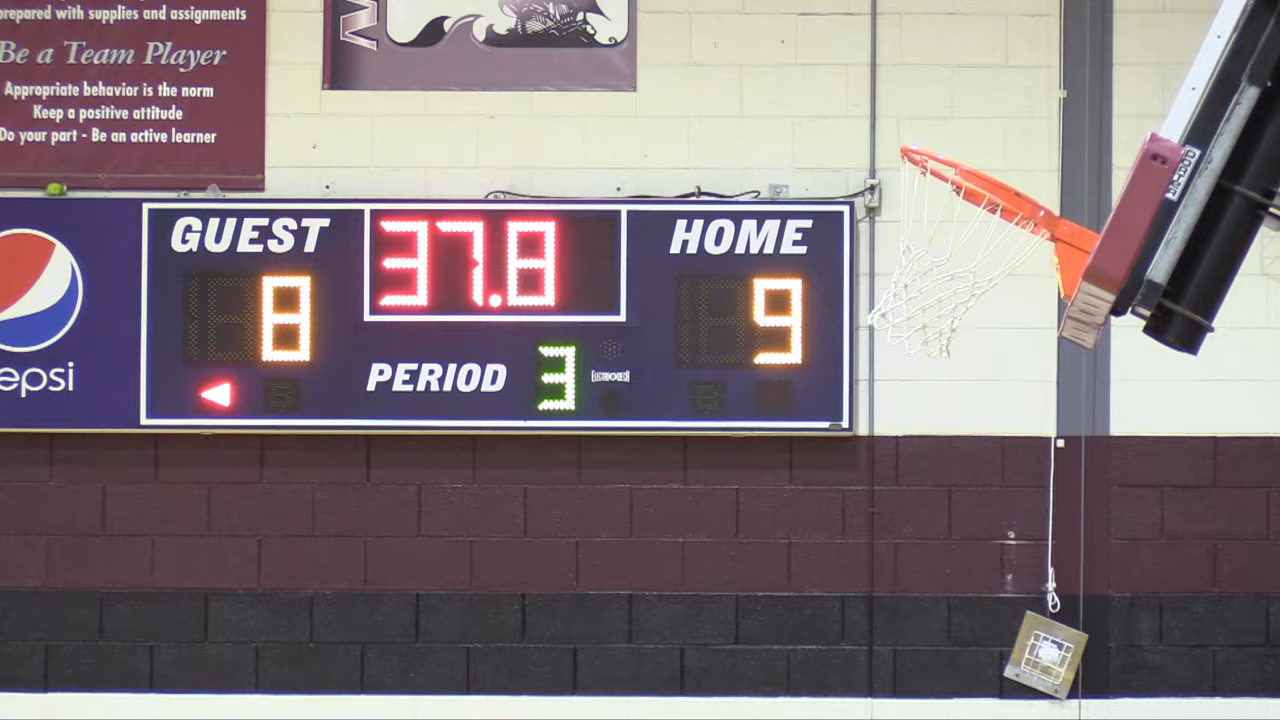 prepared with supplies and assignments
Be a Team Player
Appropriate behavior is the norm
Keep a positive attitude
Do your part - Be an active learner
GUEST
37.8
HOME
8
9
PERIOD
3
epsi